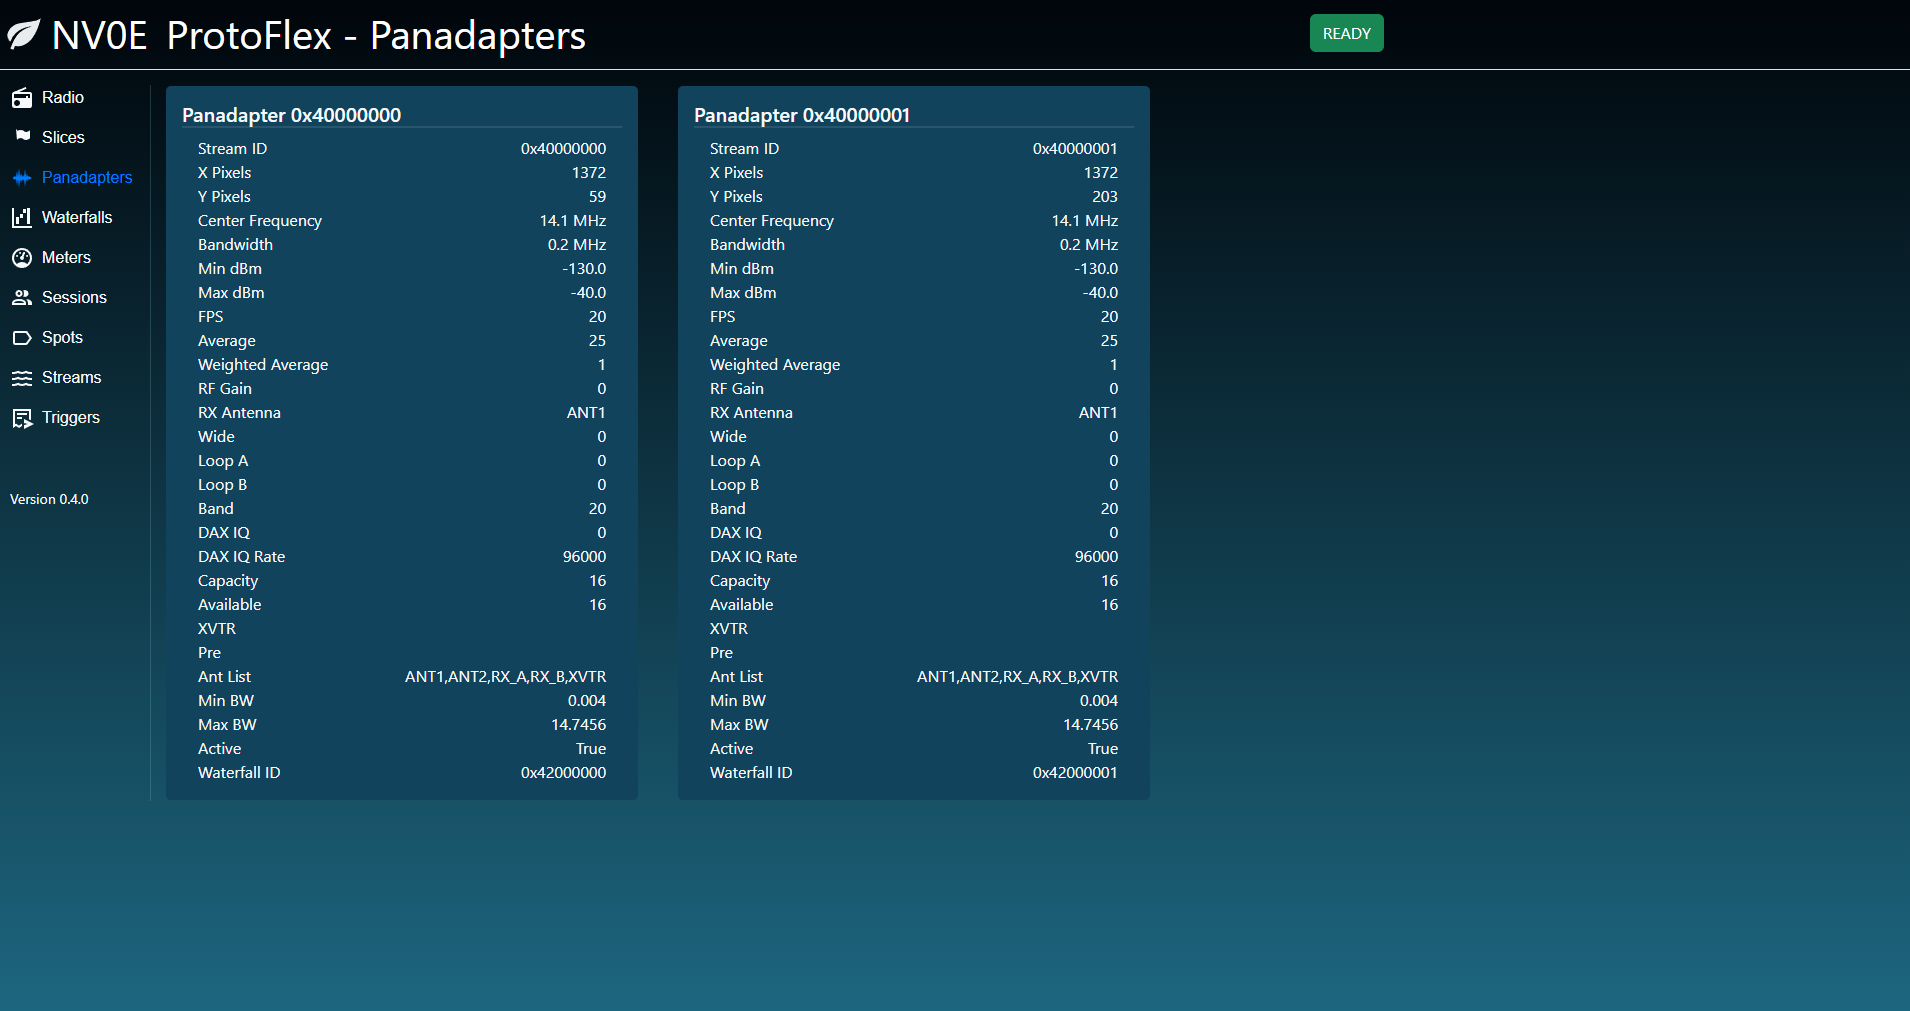 NV0E ProtoFlex - Panadapters
READY
Radio
Slices
Panadapters
Waterfalls
Meters
Sessions
Spots
Streams
Triggers
Version 0.4.0
Panadapter 0x40000000
Stream ID 0x40000000
X Pixels 1372
Y Pixels 59
Center Frequency 14.1 MHz
Bandwidth 0.2 MHz
Min dBm -130.0
Max dBm -40.0
FPS 20
Average 25
Weighted Average 1
RF Gain 0
RX Antenna ANT1
Wide 0
Loop A 0
Loop B 0
Band 20
DAX IQ 0
DAX IQ Rate 96000
Capacity 16
Available 16
XVTR
Pre
Ant List ANT1,ANT2,RX_A,RX_B,XVTR
Min BW 0.004
Max BW 14.7456
Active True
Waterfall ID 0x42000000
Panadapter 0x40000001
Stream ID 0x40000001
X Pixels 1372
Y Pixels 203
Center Frequency 14.1 MHz
Bandwidth 0.2 MHz
Min dBm -130.0
Max dBm -40.0
FPS 20
Average 25
Weighted Average 1
RF Gain 0
RX Antenna ANT1
Wide 0
Loop A 0
Loop B 0
Band 20
DAX IQ 0
DAX IQ Rate 96000
Capacity 16
Available 16
XVTR
Pre
Ant List ANT1,ANT2,RX_A,RX_B,XVTR
Min BW 0.004
Max BW 14.7456
Active True
Waterfall ID 0x42000001